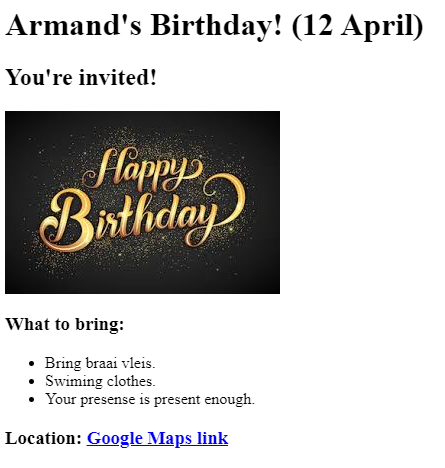 Armand's Birthday! (12 April)
You're invited!
Happy
Birthday
What to bring:
Bring braai vleis.
Swiming clothes.
Your presense is present enough.
Location: Google Maps link